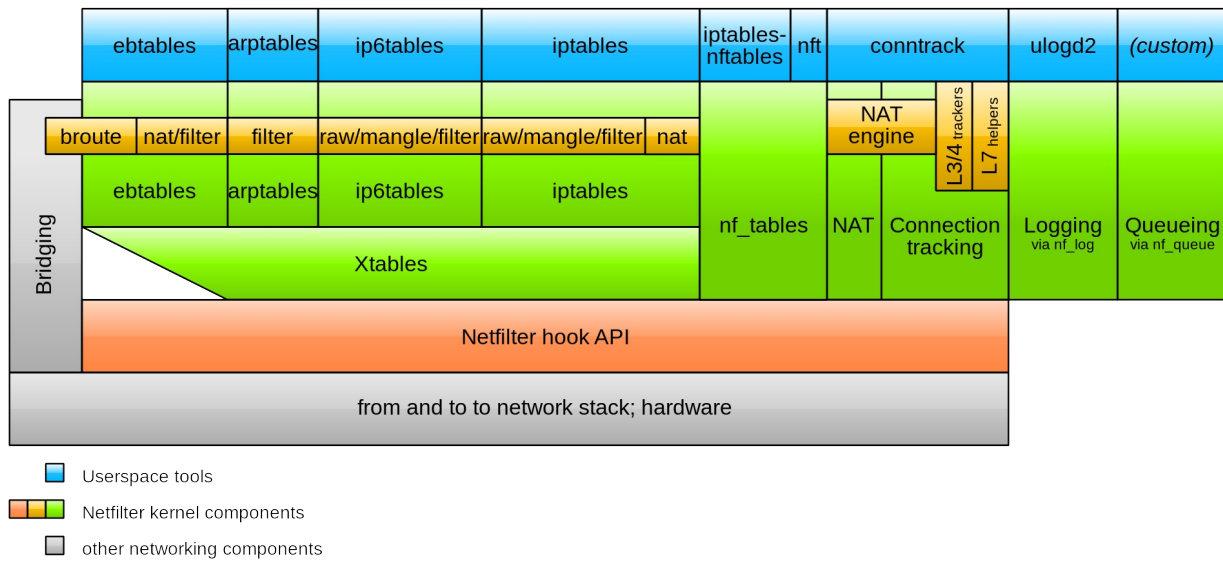 ebtables
arptables
ip6tables
iptables
iptables-
nftables
nft
conntrack
ulogd2
(custom)
broute
nat/filter
filter
raw/mangle/filter
raw/mangle/filter
nat
NAT
engine
L3/4 trackers
L7 helpers
ebtables
arptables
ip6tables
iptables
nf_tables
NAT
Connection
tracking
Logging
via nf_log
Queueing
via nf_queue
Bridging
Xtables
Netfilter hook API
from and to to network stack; hardware
Userspace tools
Netfilter kernel components
other networking components